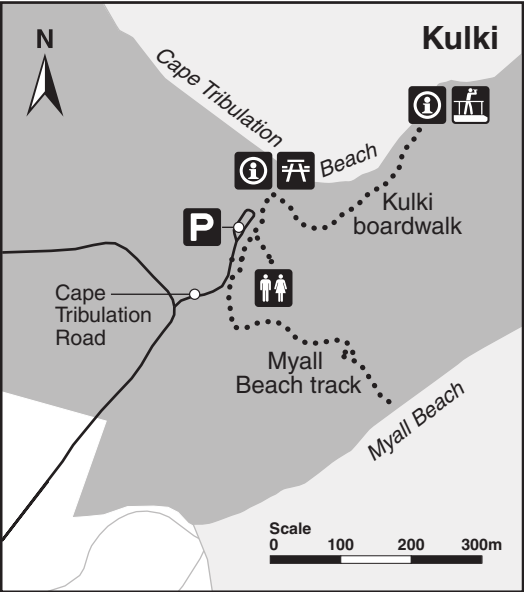 Kulki
N
Cape Tribulation
Beach
Kulki
boardwalk
P
Cape
Tribulation
Road
Myall
Beach track
Myall Beach
Scale
0 100 200 300m